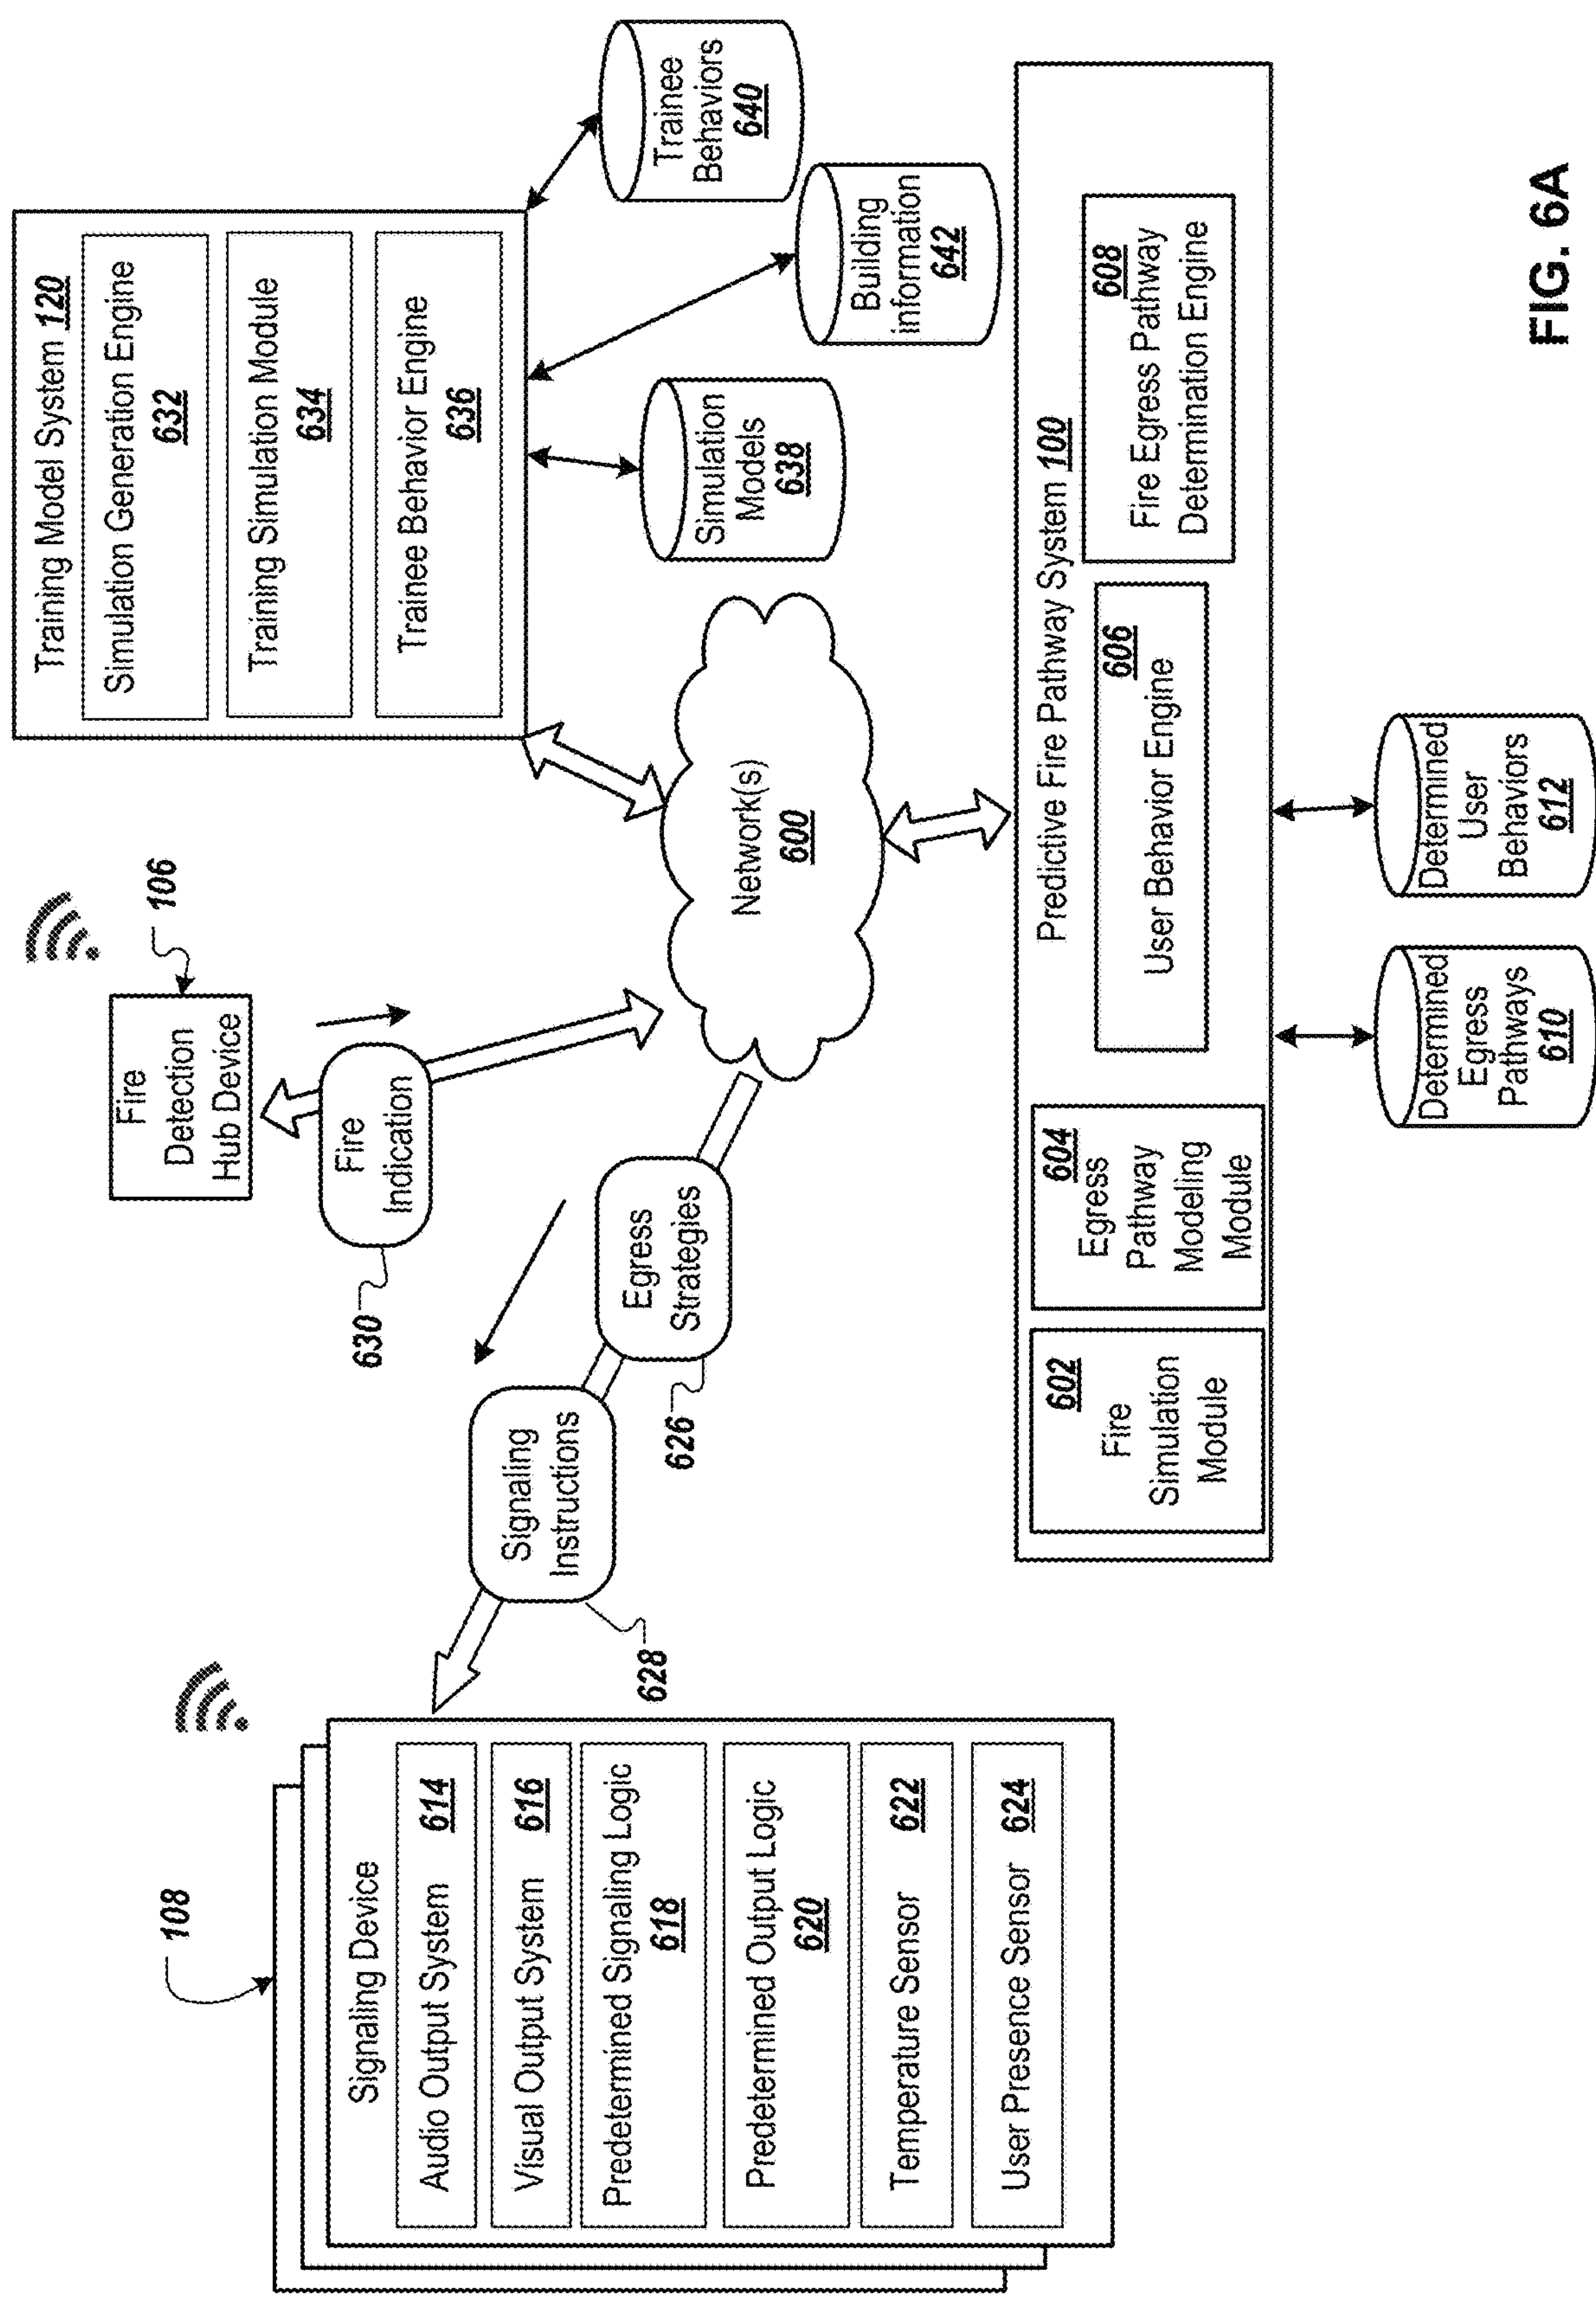 108
Signaling Device
Audio Output System 614
Visual Output System 616
Predetermined Signaling Logic
618
Predetermined Output Logic
620
Temperature Sensor 622
User Presence Sensor 624
Signaling
Instructions
628
Egress
Strategies
626
Fire
Detection
Hub Device
106
Fire
Indication
630
Network(s)
600
Training Model System 120
Simulation Generation Engine
632
Training Simulation Module
634
Trainee Behavior Engine
636
Simulation
Models
638
Building
information
642
Trainee
Behaviors
640
Predictive Fire Pathway System 100
602
Fire
Simulation
Module
604
Egress
Pathway
Modeling
Module
606
User Behavior Engine
608
Fire Egress Pathway
Determination Engine
Determined
Egress
Pathways
610
Determined
User
Behaviors
612
FIG. 6A